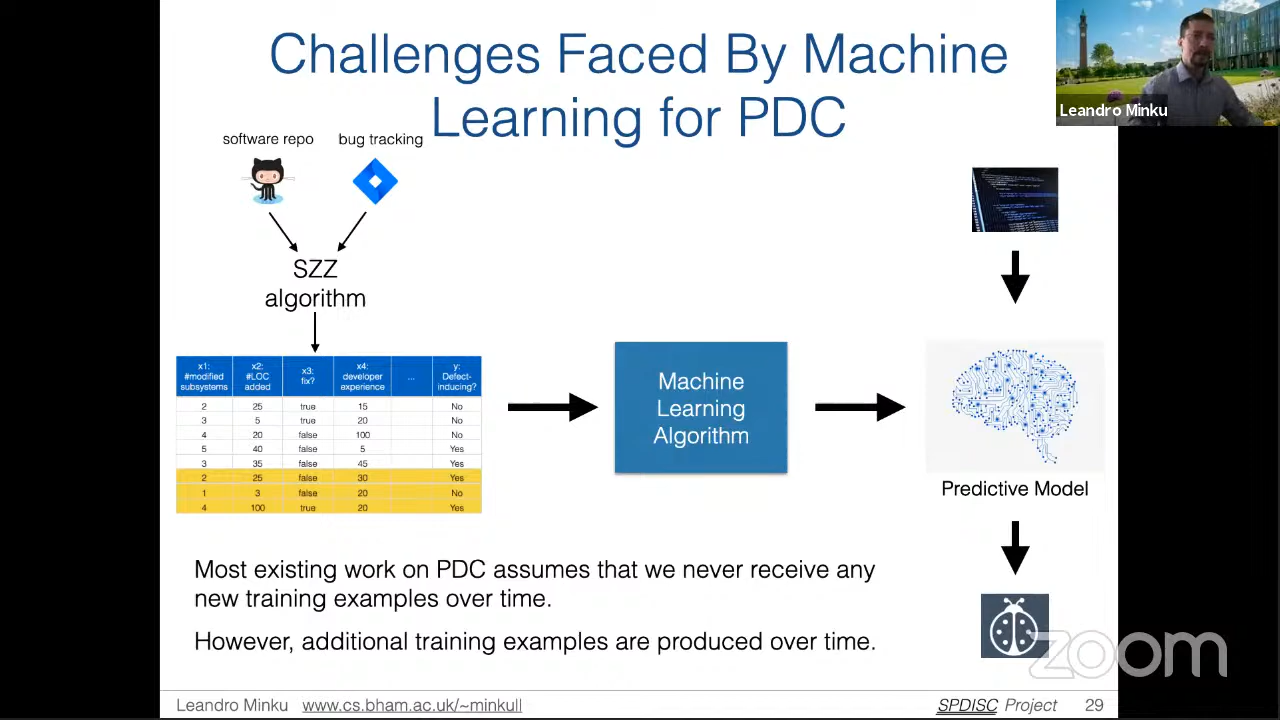 Challenges Faced By Machine
Learning for PDC
Leandro Minku
software repo bug tracking
SZZ
algorithm
x1: #modified subsystems x2: #LOC added x3: fix? x4: developer experience ... y: Defect-inducing?
2 25 true 15 No
3 5 true 20 No
4 20 false 100 No
5 40 false 5 Yes
3 35 false 45 Yes
2 25 false 30 Yes
1 3 false 20 No
4 100 true 20 Yes
Machine
Learning
Algorithm
Predictive Model
Most existing work on PDC assumes that we never receive any
new training examples over time.
However, additional training examples are produced over time.
zoom
Leandro Minku www.cs.bham.ac.uk/~minkull SPDISC Project 29